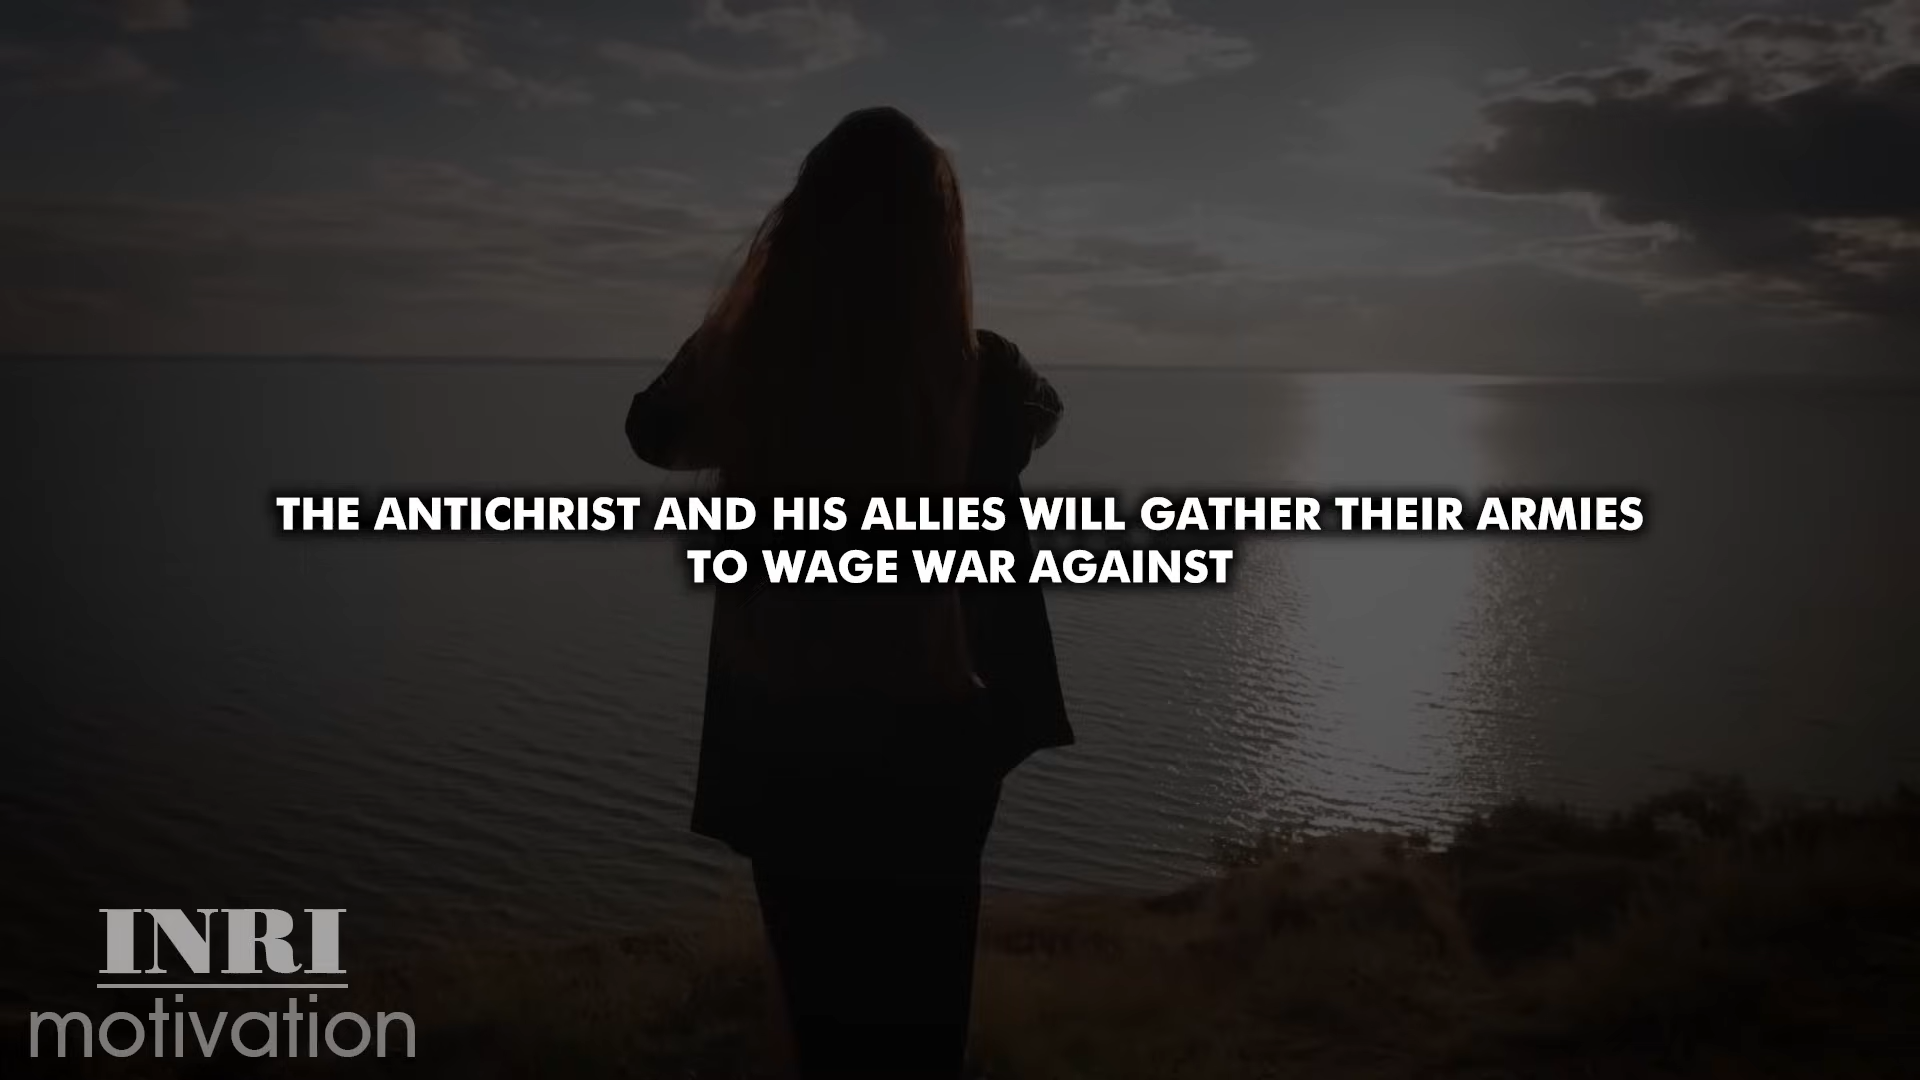 THE ANTICHRIST AND HIS ALLIES WILL GATHER THEIR ARMIES
TO WAGE WAR AGAINST
INRI
motivation